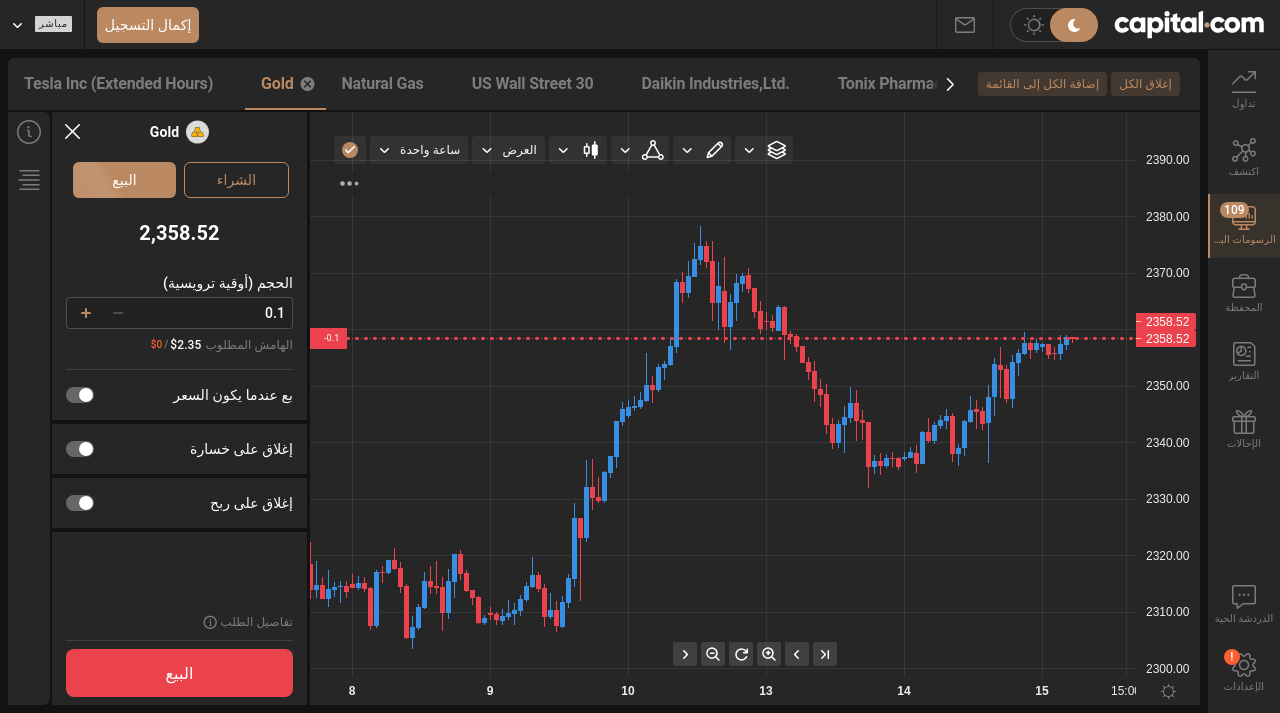 capital.com
إكمال التسجيل
مباشر
إغلاق الكل
إضافة الكل إلى القائمة
Tesla Inc (Extended Hours)
Gold
Natural Gas
US Wall Street 30
Daikin Industries,Ltd.
Tonix Pharma
تداول
اكتشف
109
الرسومات الب...
المحفظة
التقارير
الإحالات
الدردشة الحية
!
الإعدادات
Gold
الشراء
البيع
2,358.52
الحجم (أوقية ترويسية)
0.1
الهامش المطلوب $2.35 / $0
بع عندما يكون السعر
إغلاق على خسارة
إغلاق على ربح
تفاصيل الطلب
البيع
ساعة واحدة
العرض
2390.00
2380.00
2370.00
2358.52
2358.52
-0.1
2350.00
2340.00
2330.00
2320.00
2310.00
2300.00
8
9
10
13
14
15
15:00